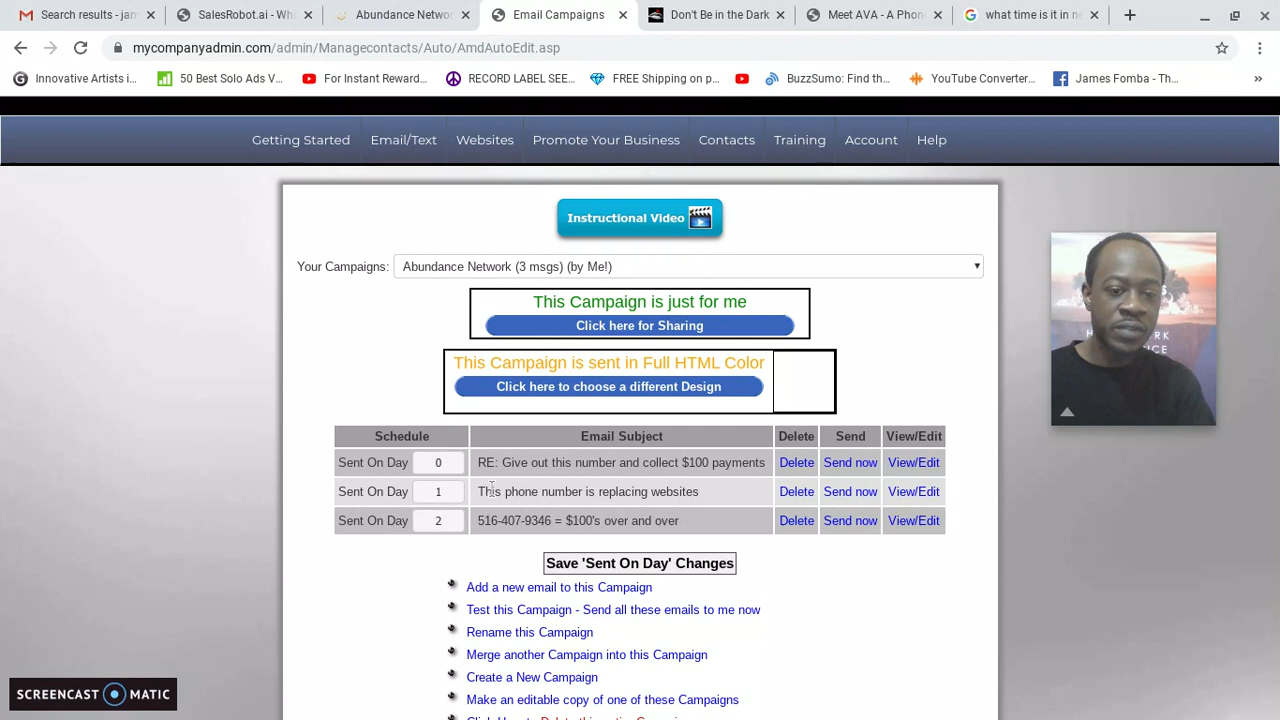 Search results - jam
SalesRobot.ai - Whe
Abundance Networ
Email Campaigns
Don't Be in the Dark
Meet AVA - A Phon
what time is it in ne
mycompanyadmin.com/admin/Managecontacts/Auto/AmdAutoEdit.asp
Innovative Artists i...
50 Best Solo Ads V...
For Instant Reward...
RECORD LABEL SEE...
FREE Shipping on p...
BuzzSumo: Find th...
YouTube Converter...
James Fomba - Th...
Getting Started
Email/Text
Websites
Promote Your Business
Contacts
Training
Account
Help
Instructional Video
Your Campaigns: Abundance Network (3 msgs) (by Me!)
This Campaign is just for me
Click here for Sharing
This Campaign is sent in Full HTML Color
Click here to choose a different Design
Schedule Email Subject Delete Send View/Edit
Sent On Day 0 RE: Give out this number and collect $100 payments Delete Send now View/Edit
Sent On Day 1 This phone number is replacing websites Delete Send now View/Edit
Sent On Day 2 516-407-9346 = $100's over and over Delete Send now View/Edit
Save 'Sent On Day' Changes
Add a new email to this Campaign
Test this Campaign - Send all these emails to me now
Rename this Campaign
Merge another Campaign into this Campaign
Create a New Campaign
Make an editable copy of one of these Campaigns
SCREENCAST MATIC